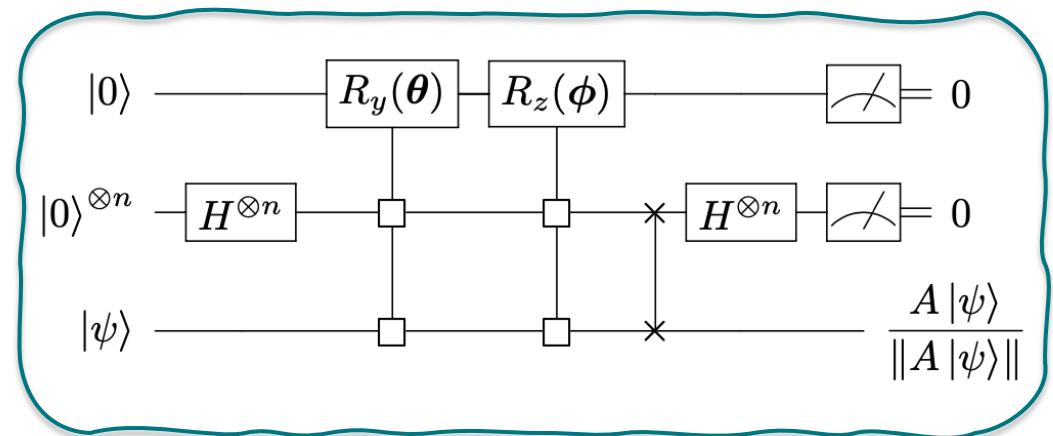 |0⟩ R_y(θ) R_z(ϕ) 0
|0⟩^{⊗n} H^{⊗n} H^{⊗n} 0
|ψ⟩ A |ψ⟩ / ‖A |ψ⟩‖